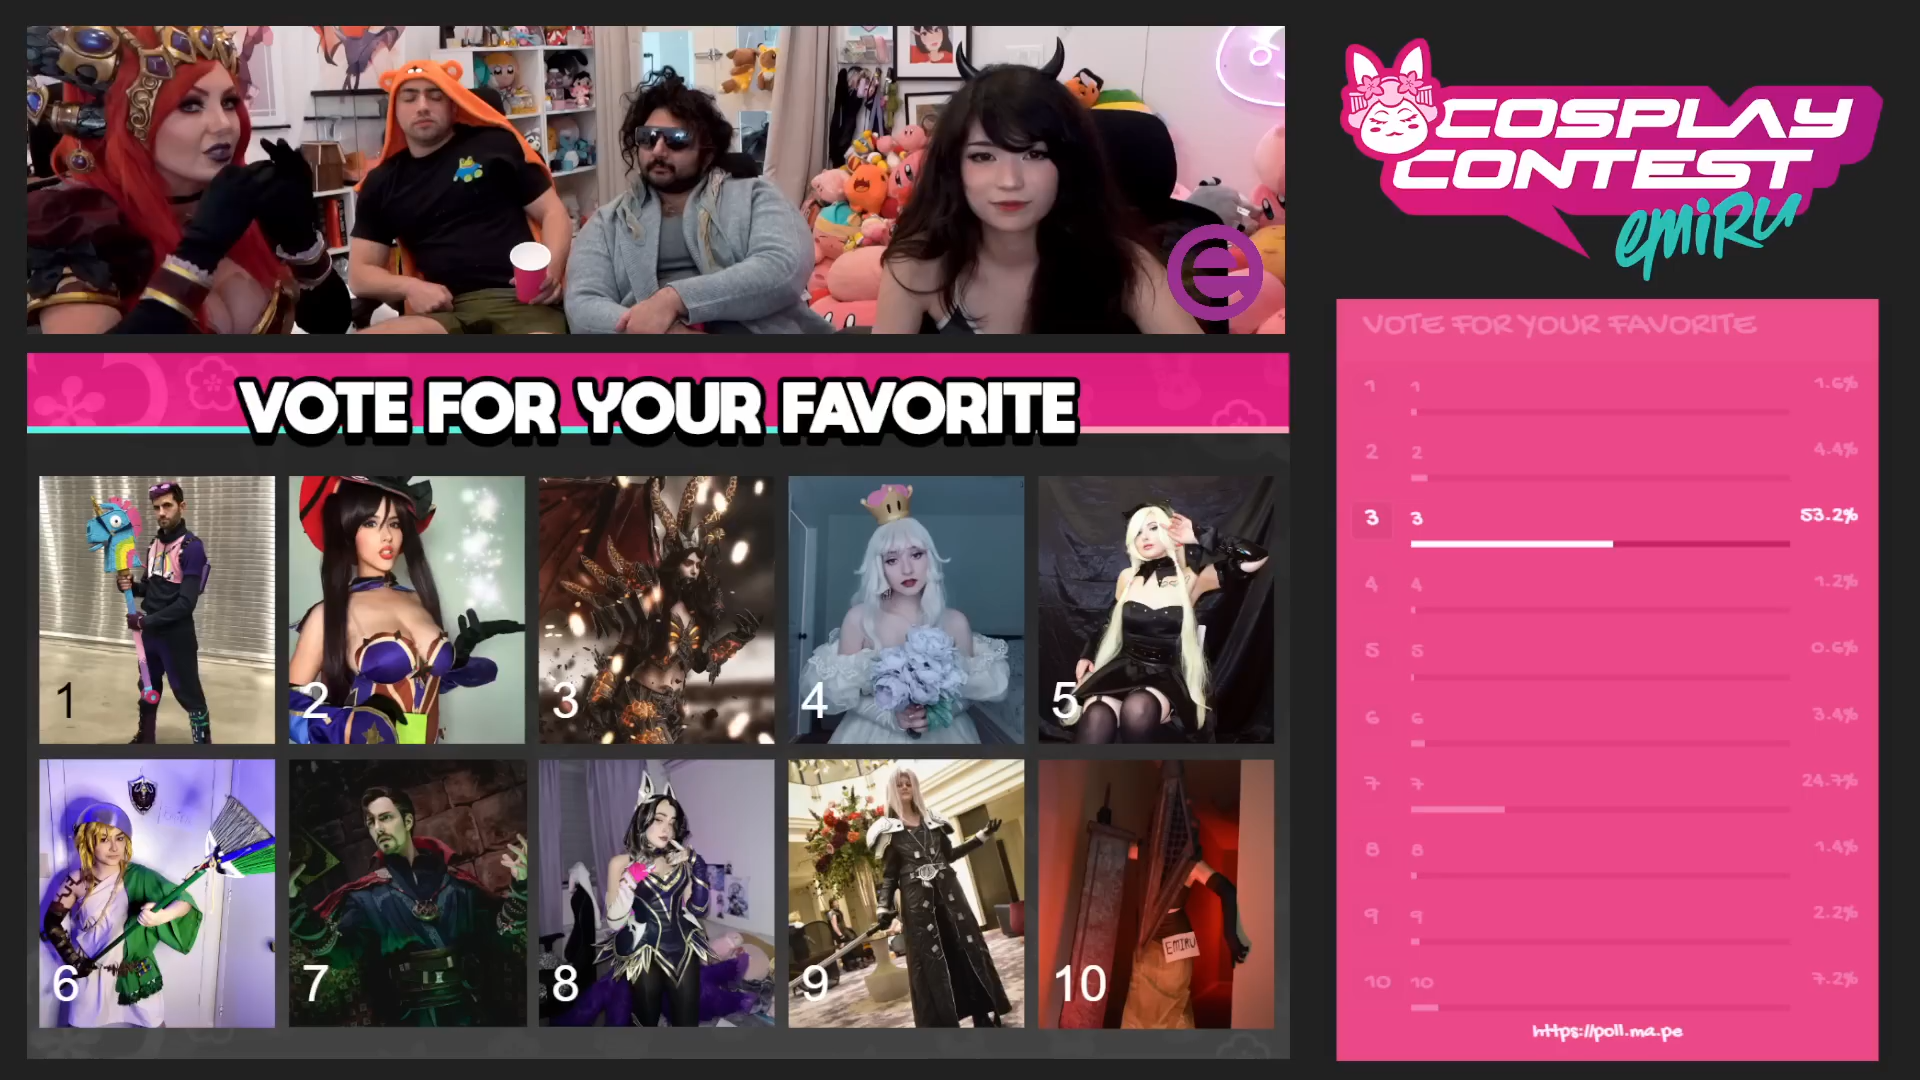 COSPLAY
CONTEST
emiru
e
VOTE FOR YOUR FAVORITE
1
2
3
4
5
6
7
8
9
10
EMIRU
VOTE FOR YOUR FAVORITE
1 1 1.6%
2 2 4.4%
3 3 53.2%
4 4 1.2%
5 5 0.6%
6 6 3.4%
7 7 24.7%
8 8 1.4%
9 9 2.2%
10 10 7.2%
https://poll.ma.pe